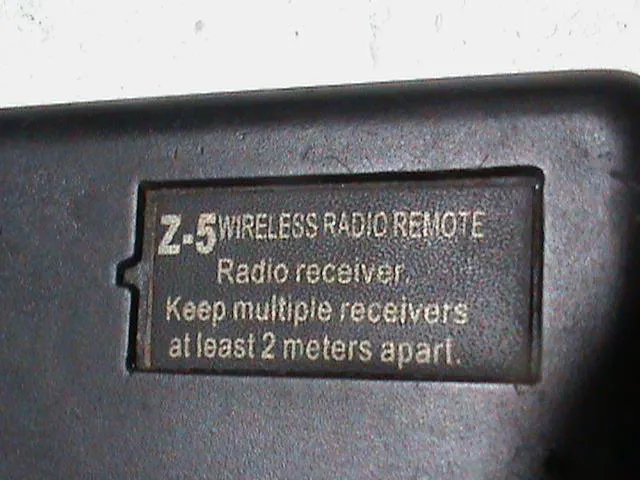 Z-5 WIRELESS RADIO REMOTE
Radio receiver.
Keep multiple receivers
at least 2 meters apart.